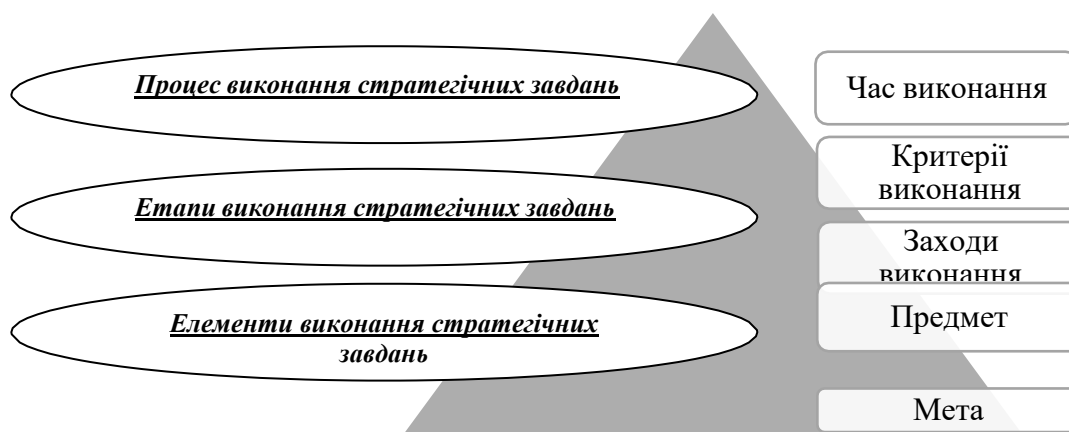 Процес виконання стратегічних завдань
Час виконання
Критерії
виконання
Етапи виконання стратегічних завдань
Заходи
виконання
Елементи виконання стратегічних
завдань
Предмет
Мета